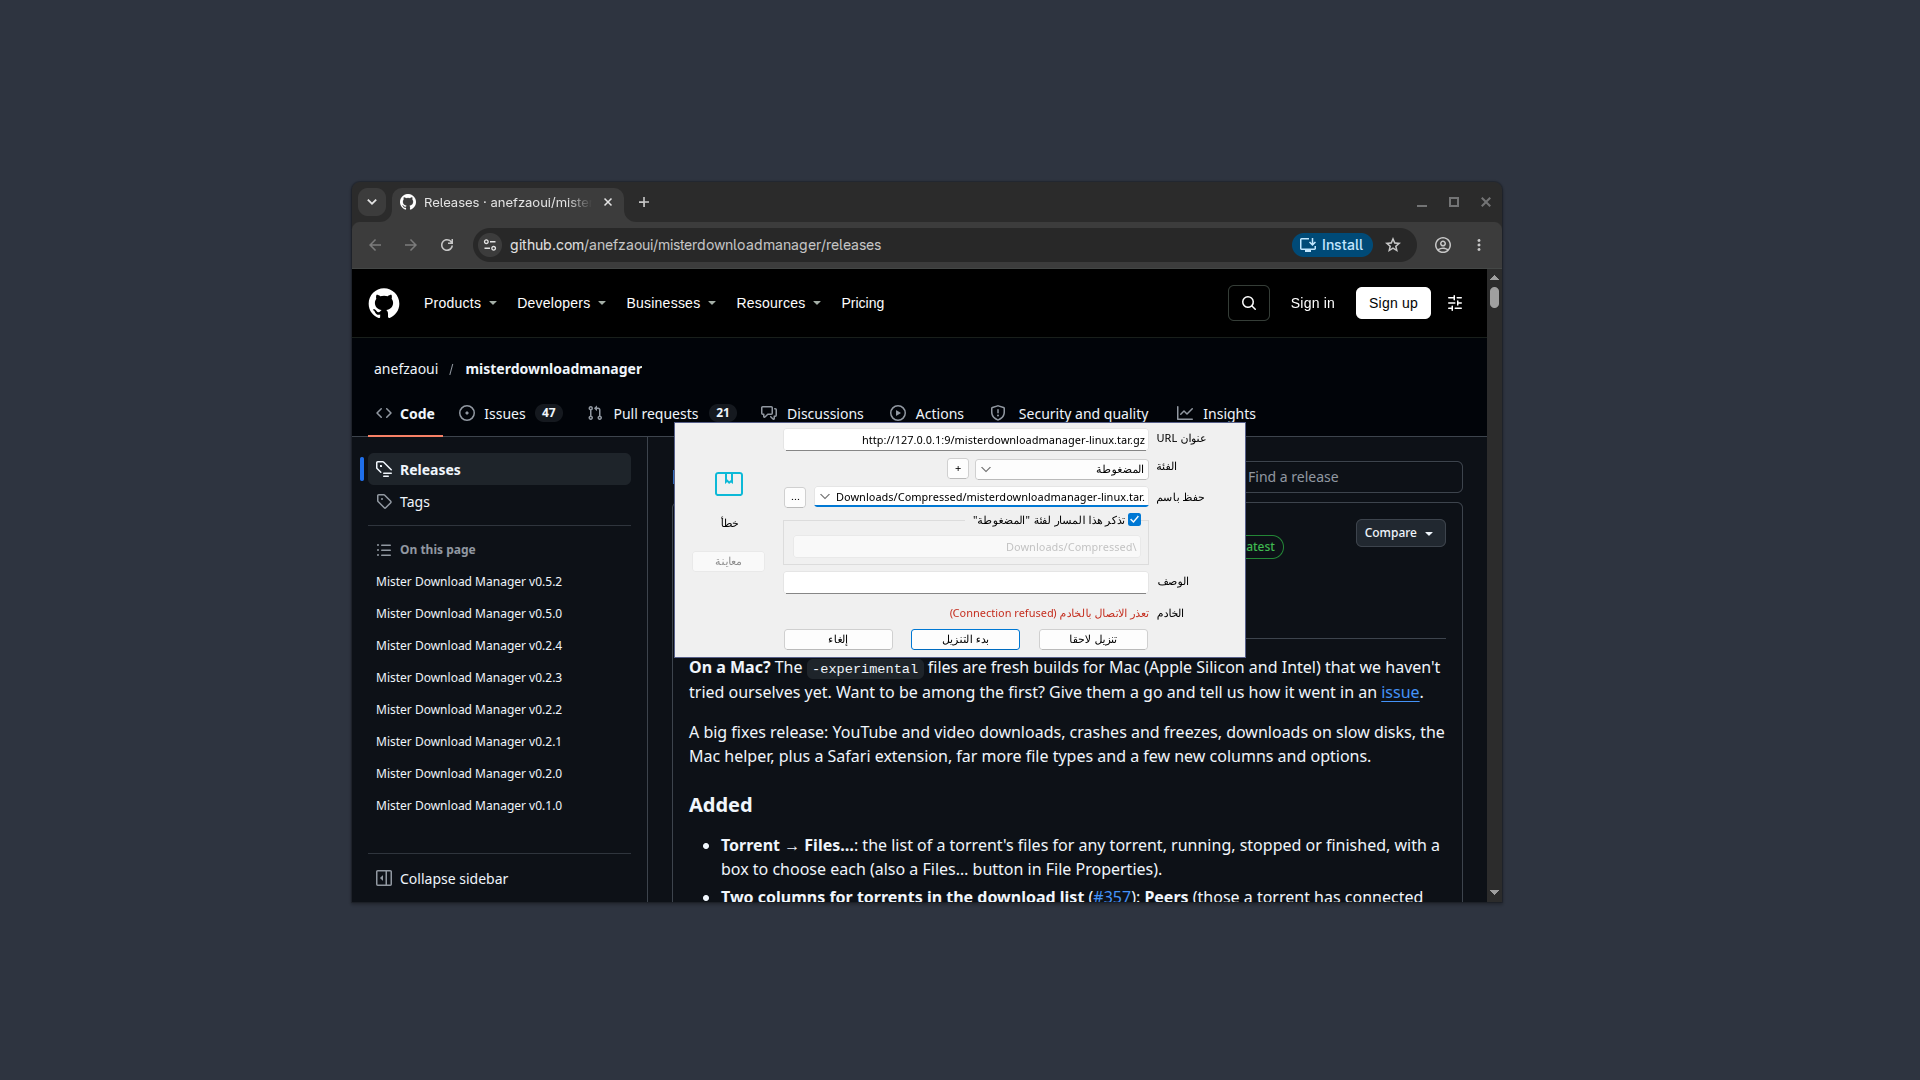 Releases · anefzaoui/miste
github.com/anefzaoui/misterdownloadmanager/releases
Install
Products
Developers
Businesses
Resources
Pricing
Sign in
Sign up
anefzaoui / misterdownloadmanager
Code
Issues 47
Pull requests 21
Discussions
Actions
Security and quality
Insights
Releases
Tags
On this page
Mister Download Manager v0.5.2
Mister Download Manager v0.5.0
Mister Download Manager v0.2.4
Mister Download Manager v0.2.3
Mister Download Manager v0.2.2
Mister Download Manager v0.2.1
Mister Download Manager v0.2.0
Mister Download Manager v0.1.0
Collapse sidebar
Find a release
atest
Compare
عنوان URL
http://127.0.0.1:9/misterdownloadmanager-linux.tar.gz
الفئة
المضغوطة
+
حفظ باسم
Downloads/Compressed/misterdownloadmanager-linux.tar.
...
تذكر هذا المسار لفئة "المضغوطة"
Downloads/Compressed\
الوصف
الخادم
تعذر الاتصال بالخادم (Connection refused)
خطأ
معاينة
تنزيل لاحقا
بدء التنزيل
إلغاء
On a Mac? The -experimental files are fresh builds for Mac (Apple Silicon and Intel) that we haven't
tried ourselves yet. Want to be among the first? Give them a go and tell us how it went in an issue.
A big fixes release: YouTube and video downloads, crashes and freezes, downloads on slow disks, the
Mac helper, plus a Safari extension, far more file types and a few new columns and options.
Added
• Torrent → Files...: the list of a torrent's files for any torrent, running, stopped or finished, with a
box to choose each (also a Files... button in File Properties).
• Two columns for torrents in the download list (#357): Peers (those a torrent has connected